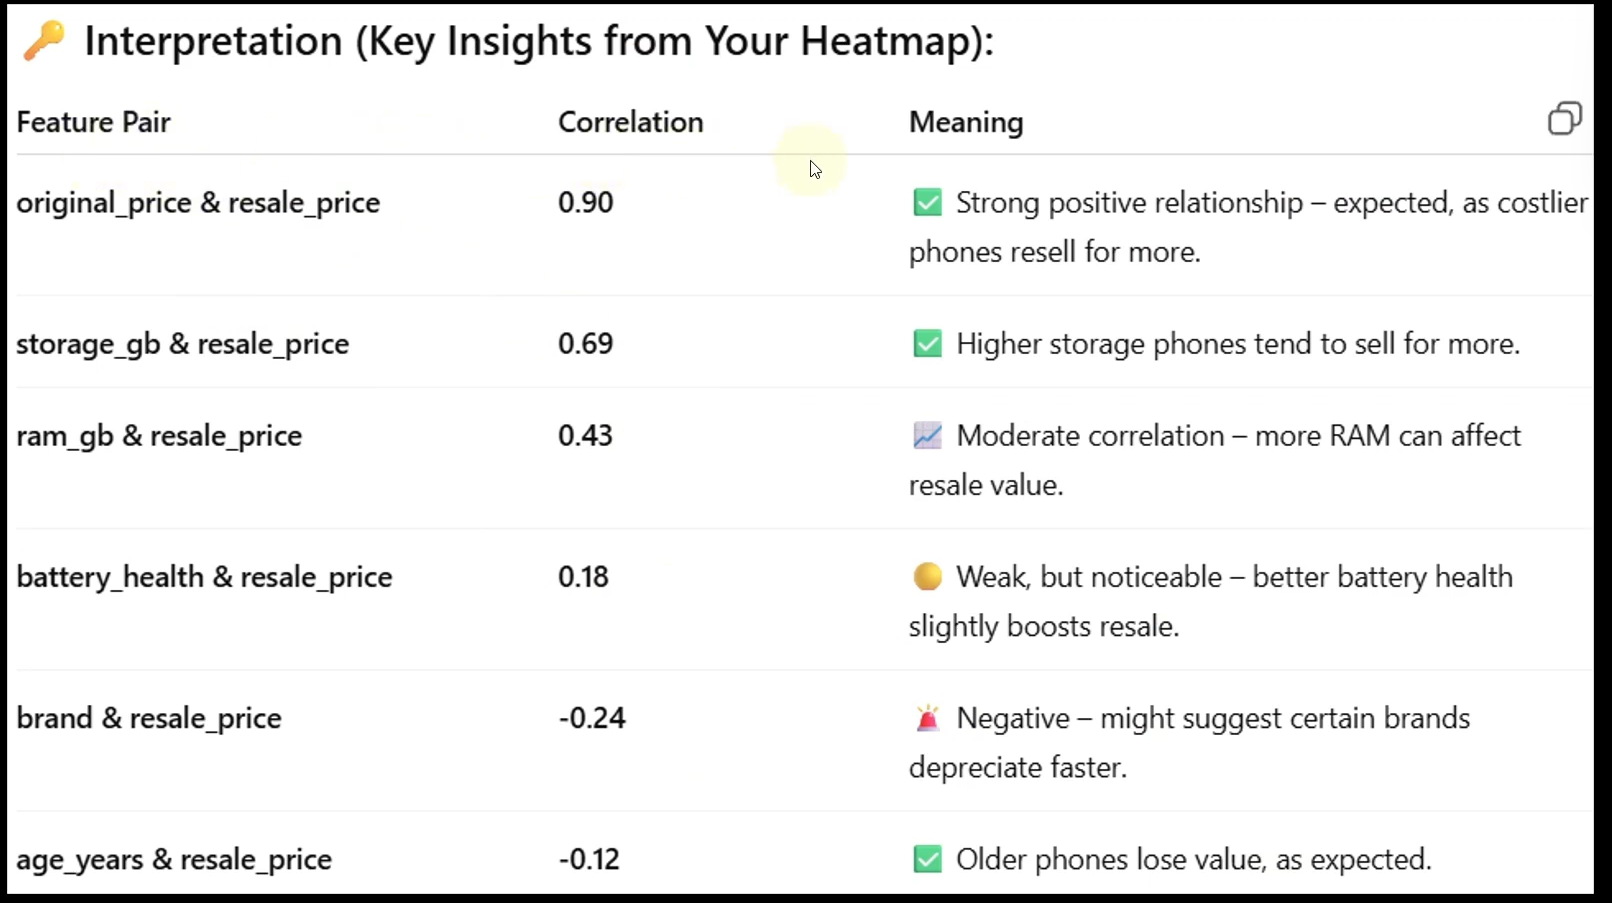 🔑 Interpretation (Key Insights from Your Heatmap):
Feature Pair Correlation Meaning
original_price & resale_price 0.90 ✅ Strong positive relationship – expected, as costlier
phones resell for more.
storage_gb & resale_price 0.69 ✅ Higher storage phones tend to sell for more.
ram_gb & resale_price 0.43 📈 Moderate correlation – more RAM can affect
resale value.
battery_health & resale_price 0.18 🟡 Weak, but noticeable – better battery health
slightly boosts resale.
brand & resale_price -0.24 🚨 Negative – might suggest certain brands
depreciate faster.
age_years & resale_price -0.12 ✅ Older phones lose value, as expected.